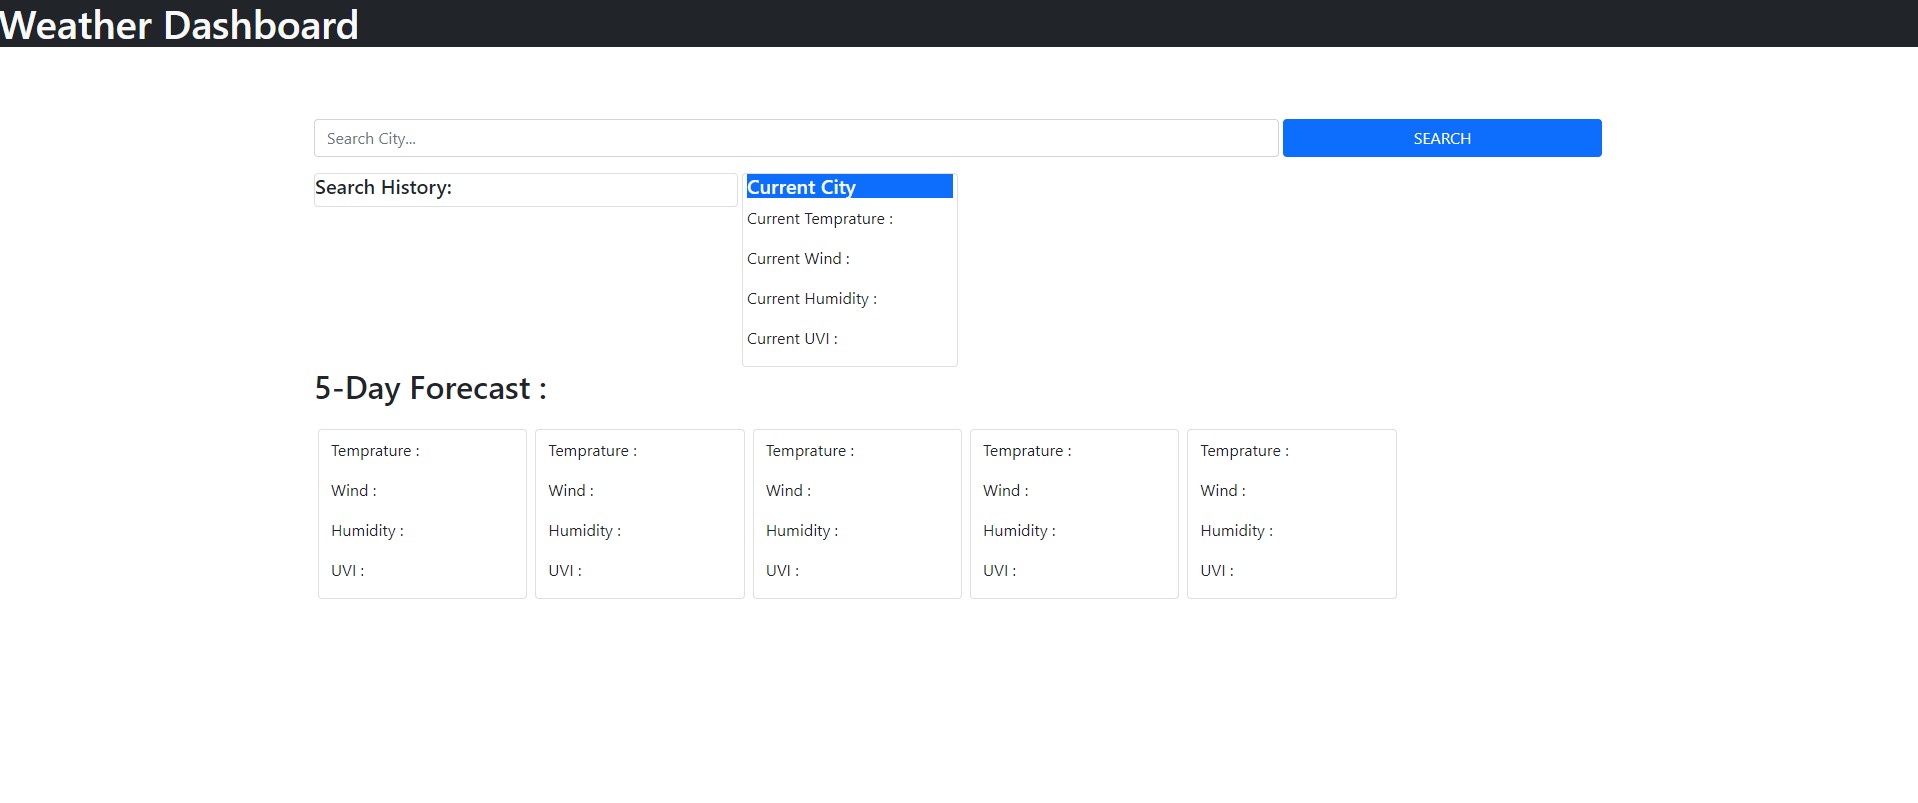 Weather Dashboard
Search City...
SEARCH
Search History:
Current City
Current Temprature :
Current Wind :
Current Humidity :
Current UVI :
5-Day Forecast :
Temprature :
Wind :
Humidity :
UVI :
Temprature :
Wind :
Humidity :
UVI :
Temprature :
Wind :
Humidity :
UVI :
Temprature :
Wind :
Humidity :
UVI :
Temprature :
Wind :
Humidity :
UVI :